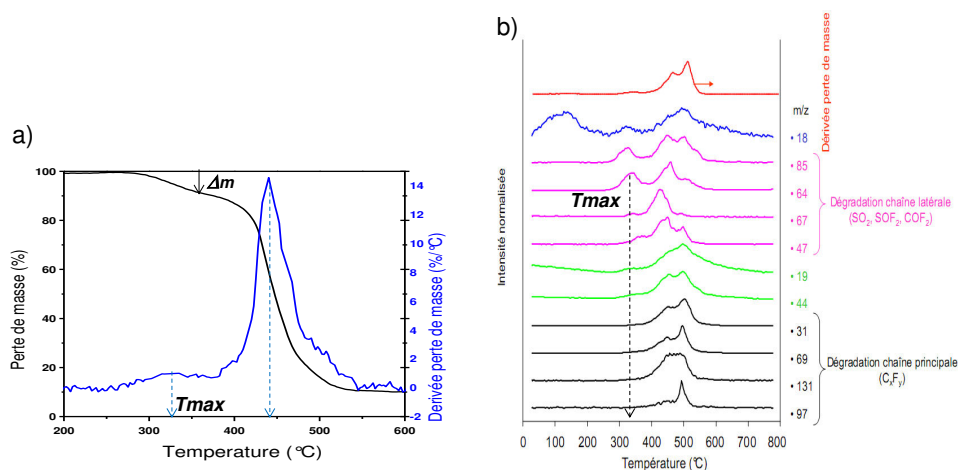 a)
Perte de masse (%)
100
80
60
40
20
0
Δm
Tmax
14
12
10
8
6
4
2
0
-2
Derivée perte de masse (%/°C)
200
300
400
500
600
Temperature (°C)
b)
Intensité normalisée
Tmax
m/z
• 18
• 85
• 64
• 67
• 47
• 19
• 44
• 31
• 69
• 131
• 97
Dérivée perte de masse
Dégradation chaîne latérale
(SO2, SOF2, COF2)
Dégradation chaîne principale
(CxFy)
0 100 200 300 400 500 600 700 800
Température (°C)